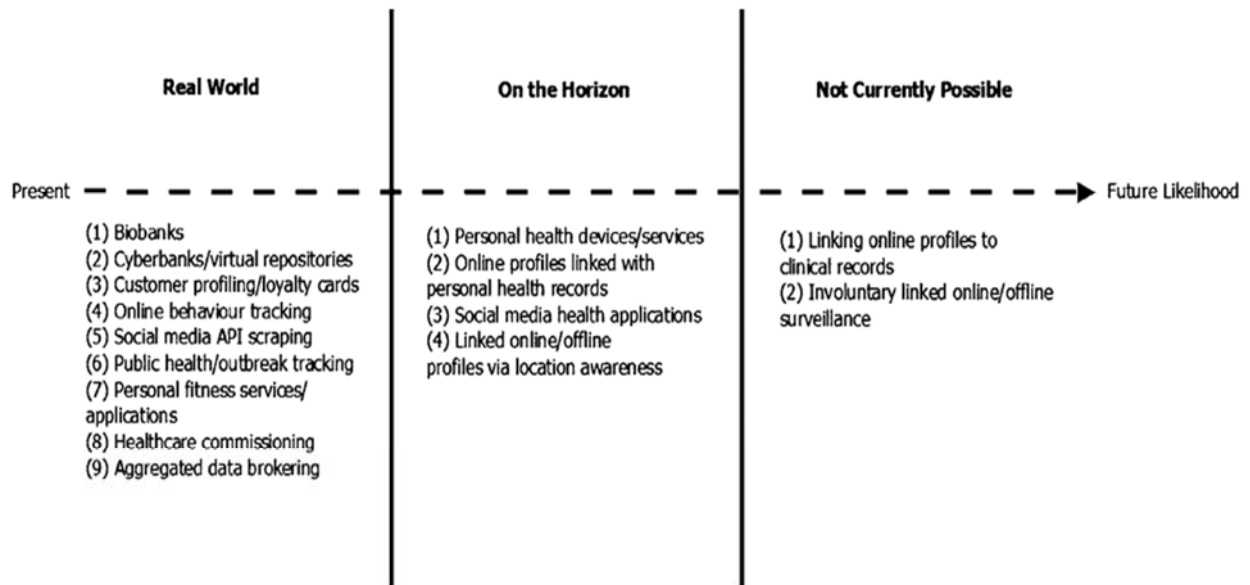 Real World
On the Horizon
Not Currently Possible
Present
Future Likelihood
(1) Biobanks
(2) Cyberbanks/virtual repositories
(3) Customer profiling/loyalty cards
(4) Online behaviour tracking
(5) Social media API scraping
(6) Public health/outbreak tracking
(7) Personal fitness services/
applications
(8) Healthcare commissioning
(9) Aggregated data brokering
(1) Personal health devices/services
(2) Online profiles linked with
personal health records
(3) Social media health applications
(4) Linked online/offline
profiles via location awareness
(1) Linking online profiles to
clinical records
(2) Involuntary linked online/offline
surveillance